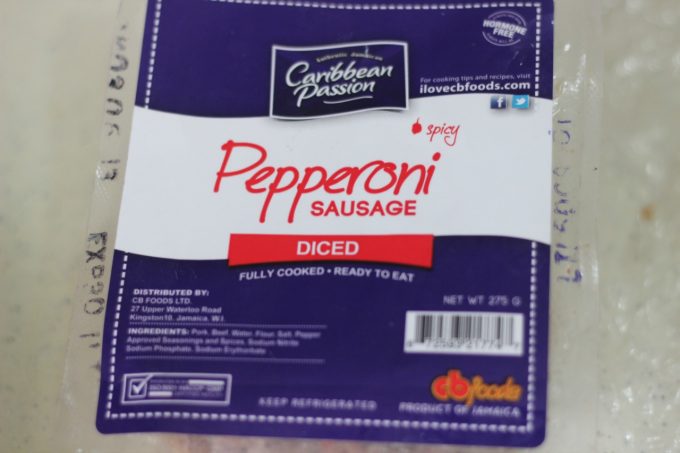 HORMONE
FREE
Authentic Jamaican
Caribbean
Passion
For cooking tips and recipes, visit
ilovecbfoods.com
spicy
Pepperoni
SAUSAGE
DICED
FULLY COOKED • READY TO EAT
DISTRIBUTED BY:
CB FOODS LTD.
27 Upper Waterloo Road
Kingston10, Jamaica, W.I.
INGREDIENTS: Pork, Beef, Water, Flour, Salt, Pepper
Approved Seasonings and Spices, Sodium Nitrite
Sodium Phosphate, Sodium Erythorbate
NET WT 275 G
cbfoods
KEEP REFRIGERATED
PRODUCT OF JAMAICA